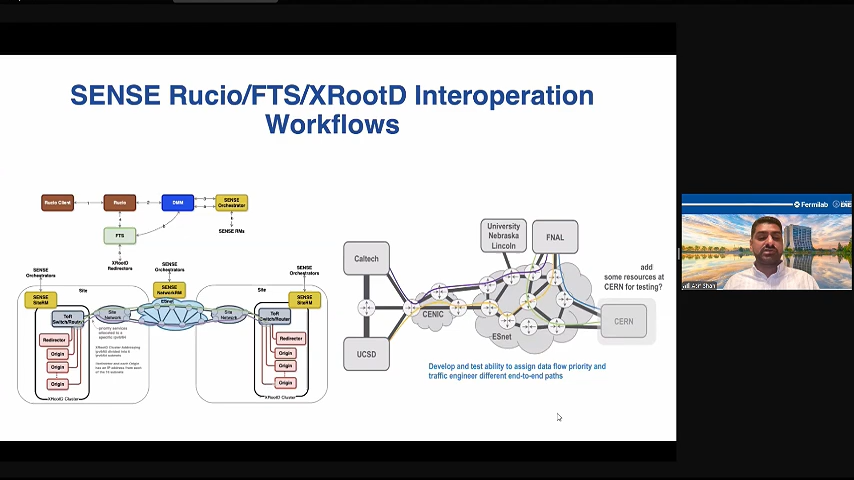 SENSE Rucio/FTS/XRootD Interoperation
Workflows
Rucio Client
Rucio
DMM
SENSE
Orchestrator
FTS
SENSE RMs
XRootD
Redirectors
SENSE
Orchestrators
SENSE
Orchestrators
SENSE
Orchestrators
Site
SENSE
SiteRM
SENSE
NetworkRM
ESnet
Site
SENSE
SiteRM
ToR
Switch/Router
Site
Network
Site
Network
ToR
Switch/Router
Redirector
Origin
Origin
Origin
XRootD Cluster
Redirector
Origin
Origin
Origin
XRootD Cluster
Caltech
UCSD
CENIC
ESnet
University
Nebraska
Lincoln
FNAL
add
some resources at
CERN for testing?
CERN
Develop and test ability to assign data flow priority and
traffic engineer different end-to-end paths
Fermilab